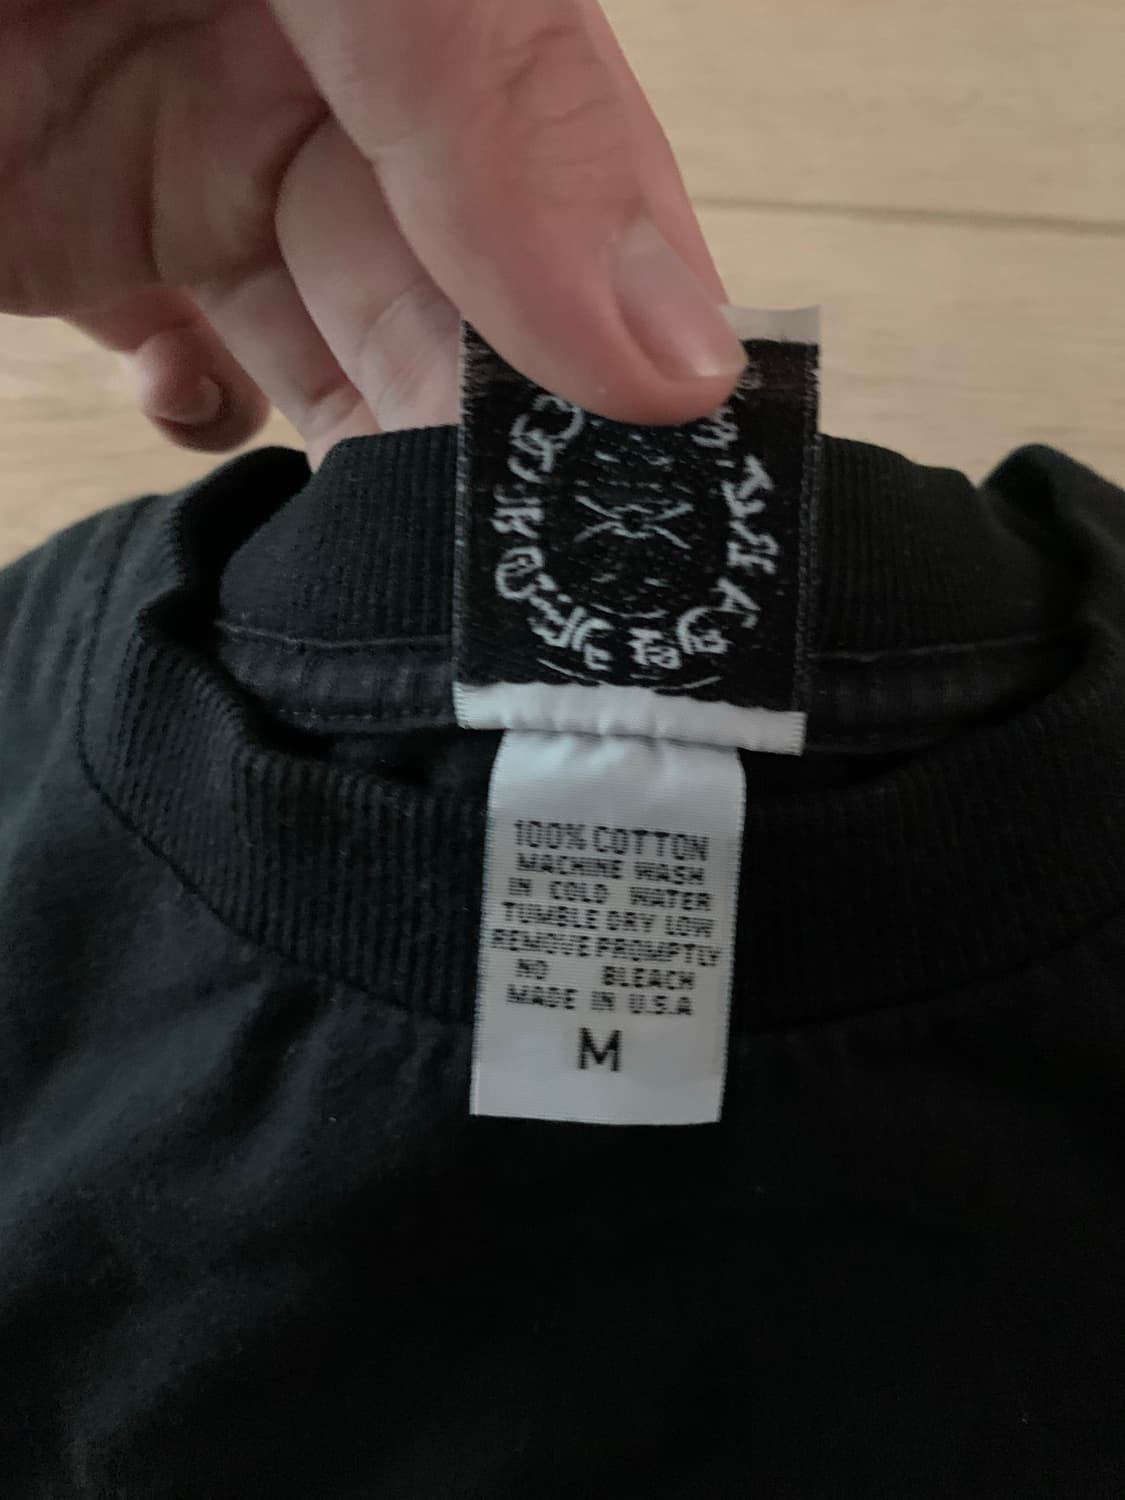 100% COTTON
MACHINE WASH
IN COLD WATER
TUMBLE DRY LOW
REMOVE PROMPTLY
NO BLEACH
MADE IN U.S.A
M